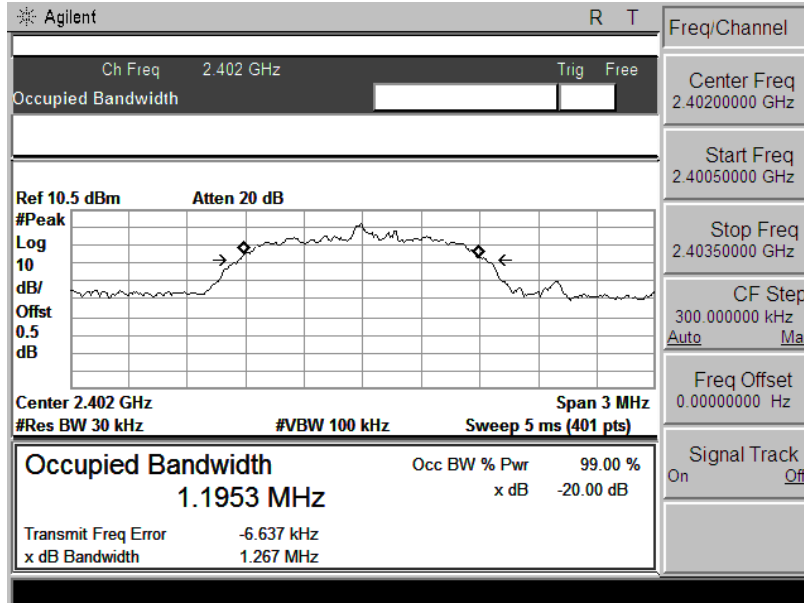 Agilent R T
Ch Freq 2.402 GHz Trig Free
Occupied Bandwidth
Ref 10.5 dBm Atten 20 dB
#Peak
Log
10
dB/
Offst
0.5
dB
Center 2.402 GHz Span 3 MHz
#Res BW 30 kHz #VBW 100 kHz Sweep 5 ms (401 pts)
Occupied Bandwidth
1.1953 MHz
Occ BW % Pwr 99.00 %
x dB -20.00 dB
Transmit Freq Error -6.637 kHz
x dB Bandwidth 1.267 MHz
Freq/Channel
Center Freq
2.40200000 GHz
Start Freq
2.40050000 GHz
Stop Freq
2.40350000 GHz
CF Step
300.000000 kHz
Auto Ma
Freq Offset
0.00000000 Hz
Signal Track
On Off